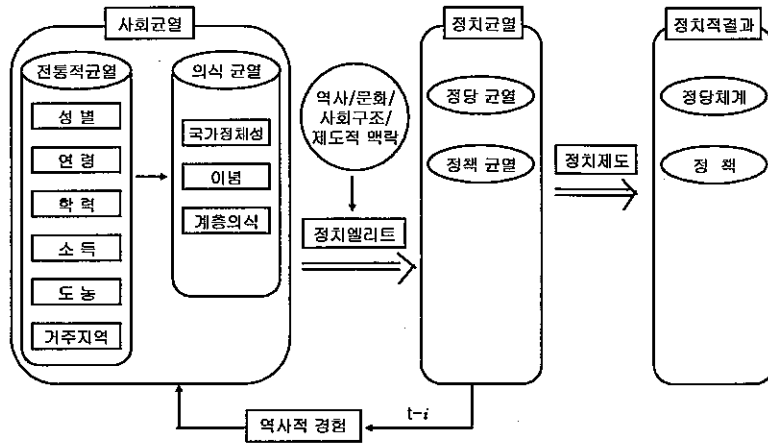 사회균열
전통적균열
성 별
연 령
학 력
소 득
도 농
거주지역
의식 균열
국가정체성
이념
계층의식
역사/문화/
사회구조/
제도적 맥락
정치엘리트
정치균열
정당 균열
정책 균열
정치제도
정치적결과
정당체계
정 책
t-i
역사적 경험